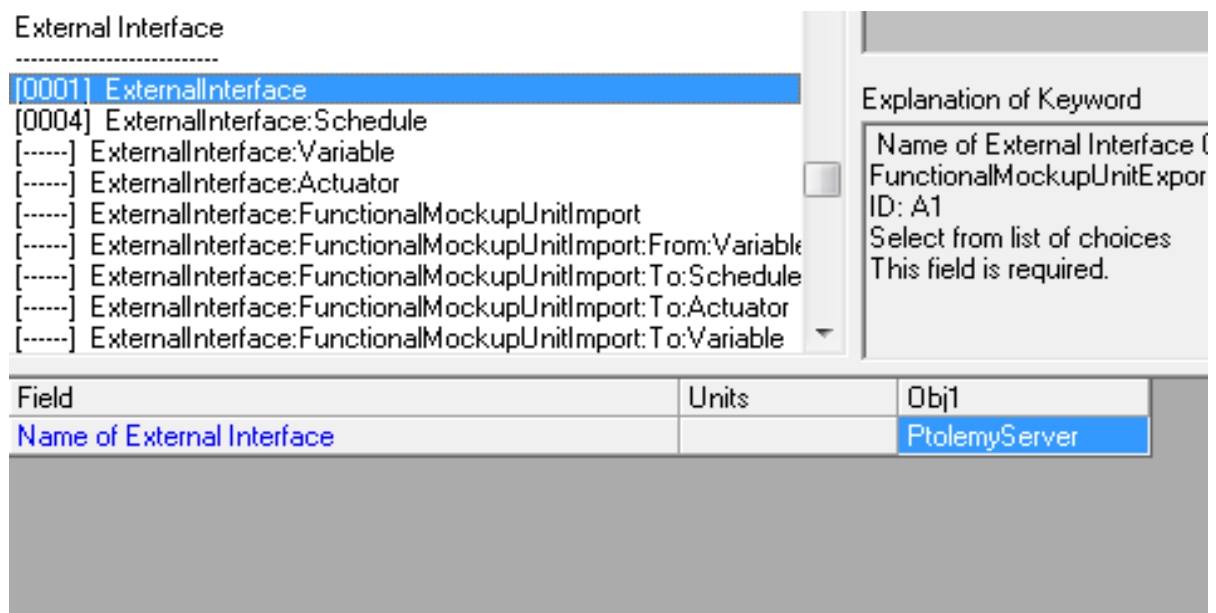 External Interface
---------------------------
[0001] ExternalInterface
[0004] ExternalInterface:Schedule
[------] ExternalInterface:Variable
[------] ExternalInterface:Actuator
[------] ExternalInterface:FunctionalMockupUnitImport
[------] ExternalInterface:FunctionalMockupUnitImport:From:Variable
[------] ExternalInterface:FunctionalMockupUnitImport:To:Schedule
[------] ExternalInterface:FunctionalMockupUnitImport:To:Actuator
[------] ExternalInterface:FunctionalMockupUnitImport:To:Variable
Explanation of Keyword
Name of External Interface
FunctionalMockupUnitExpor
ID: A1
Select from list of choices
This field is required.
Field Units Obj1
Name of External Interface PtolemyServer